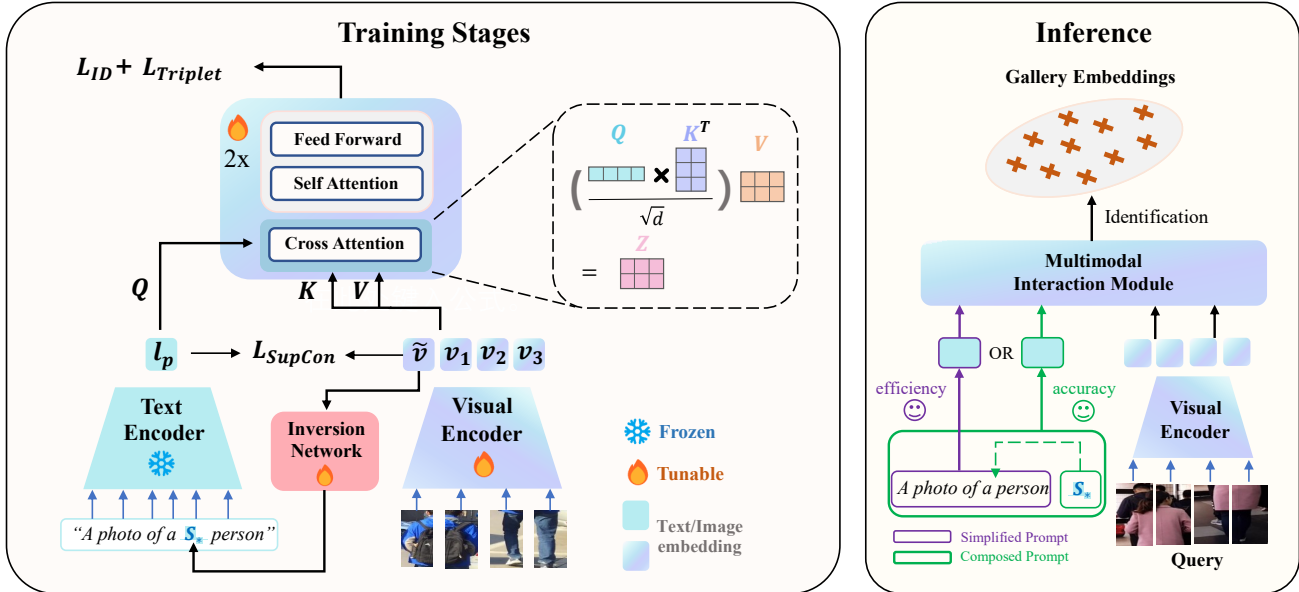 Training Stages
L_ID + L_Triplet
2x
Feed Forward
Self Attention
Cross Attention
Q
K
V
Q
K^T
V
( × / √d )
Z
=
l_p
L_SupCon
ṽ v_1 v_2 v_3
Text
Encoder
Inversion
Network
Visual
Encoder
“A photo of a S_* person”
Frozen
Tunable
Text/Image
embedding
Inference
Gallery Embeddings
Identification
Multimodal
Interaction Module
OR
efficiency
accuracy
Visual
Encoder
A photo of a person
S_*
Simplified Prompt
Composed Prompt
Query